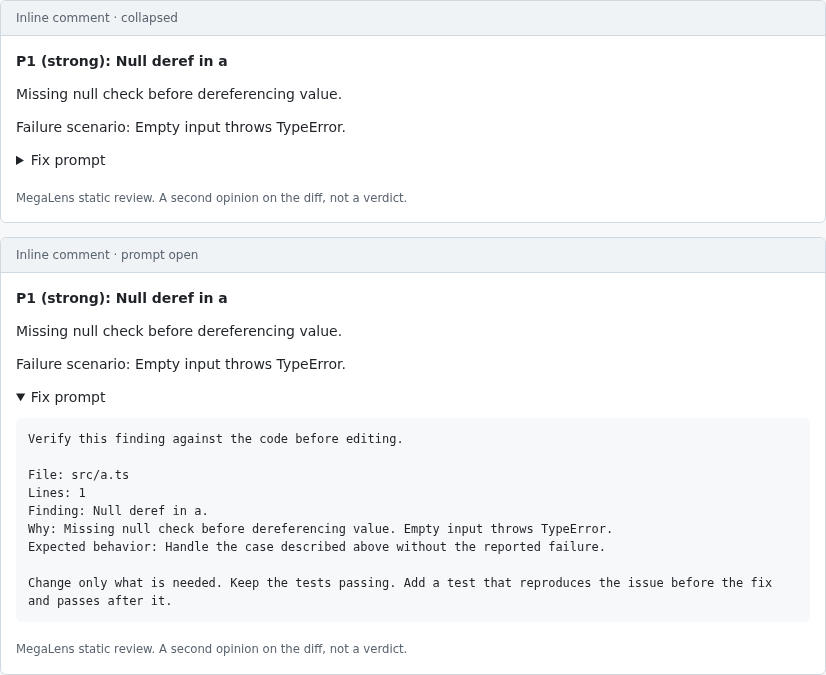 Inline comment · collapsed
P1 (strong): Null deref in a
Missing null check before dereferencing value.
Failure scenario: Empty input throws TypeError.
▶ Fix prompt
MegaLens static review. A second opinion on the diff, not a verdict.
Inline comment · prompt open
P1 (strong): Null deref in a
Missing null check before dereferencing value.
Failure scenario: Empty input throws TypeError.
▼ Fix prompt
Verify this finding against the code before editing.
File: src/a.ts
Lines: 1
Finding: Null deref in a.
Why: Missing null check before dereferencing value. Empty input throws TypeError.
Expected behavior: Handle the case described above without the reported failure.
Change only what is needed. Keep the tests passing. Add a test that reproduces the issue before the fix
and passes after it.
MegaLens static review. A second opinion on the diff, not a verdict.